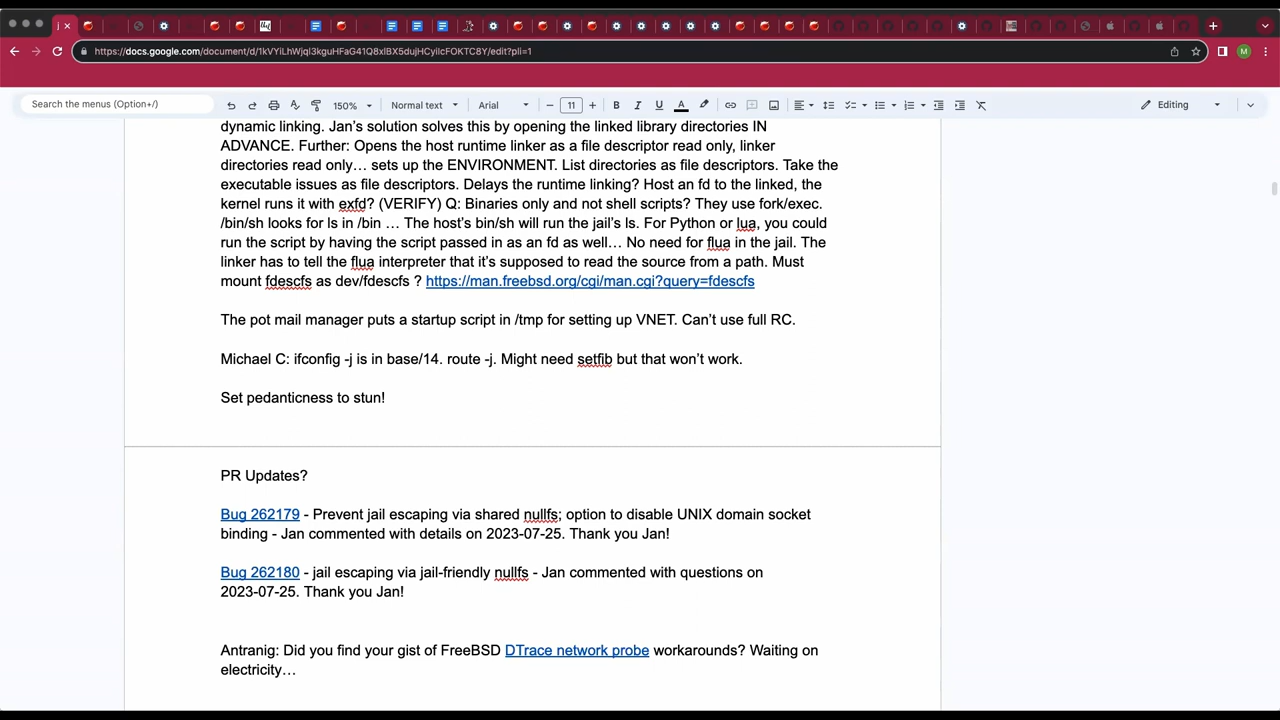 i
https://docs.google.com/document/d/1kVYiLhWjql3kguHFaG41Q8xlBX5dujHCyiIcFOKTC8Y/edit?pli=1
M
Search the menus (Option+/)
150%
Normal text
Arial
11
B
I
U
A
Editing
dynamic linking. Jan's solution solves this by opening the linked library directories IN
ADVANCE. Further: Opens the host runtime linker as a file descriptor read only, linker
directories read only… sets up the ENVIRONMENT. List directories as file descriptors. Take the
executable issues as file descriptors. Delays the runtime linking? Host an fd to the linked, the
kernel runs it with exfd? (VERIFY) Q: Binaries only and not shell scripts? They use fork/exec.
/bin/sh looks for ls in /bin … The host's bin/sh will run the jail's ls. For Python or lua, you could
run the script by having the script passed in as an fd as well… No need for flua in the jail. The
linker has to tell the flua interpreter that it's supposed to read the source from a path. Must
mount fdescfs as dev/fdescfs ? https://man.freebsd.org/cgi/man.cgi?query=fdescfs
The pot mail manager puts a startup script in /tmp for setting up VNET. Can't use full RC.
Michael C: ifconfig -j is in base/14. route -j. Might need setfib but that won't work.
Set pedanticness to stun!
PR Updates?
Bug 262179 - Prevent jail escaping via shared nullfs; option to disable UNIX domain socket
binding - Jan commented with details on 2023-07-25. Thank you Jan!
Bug 262180 - jail escaping via jail-friendly nullfs - Jan commented with questions on
2023-07-25. Thank you Jan!
Antranig: Did you find your gist of FreeBSD DTrace network probe workarounds? Waiting on
electricity…